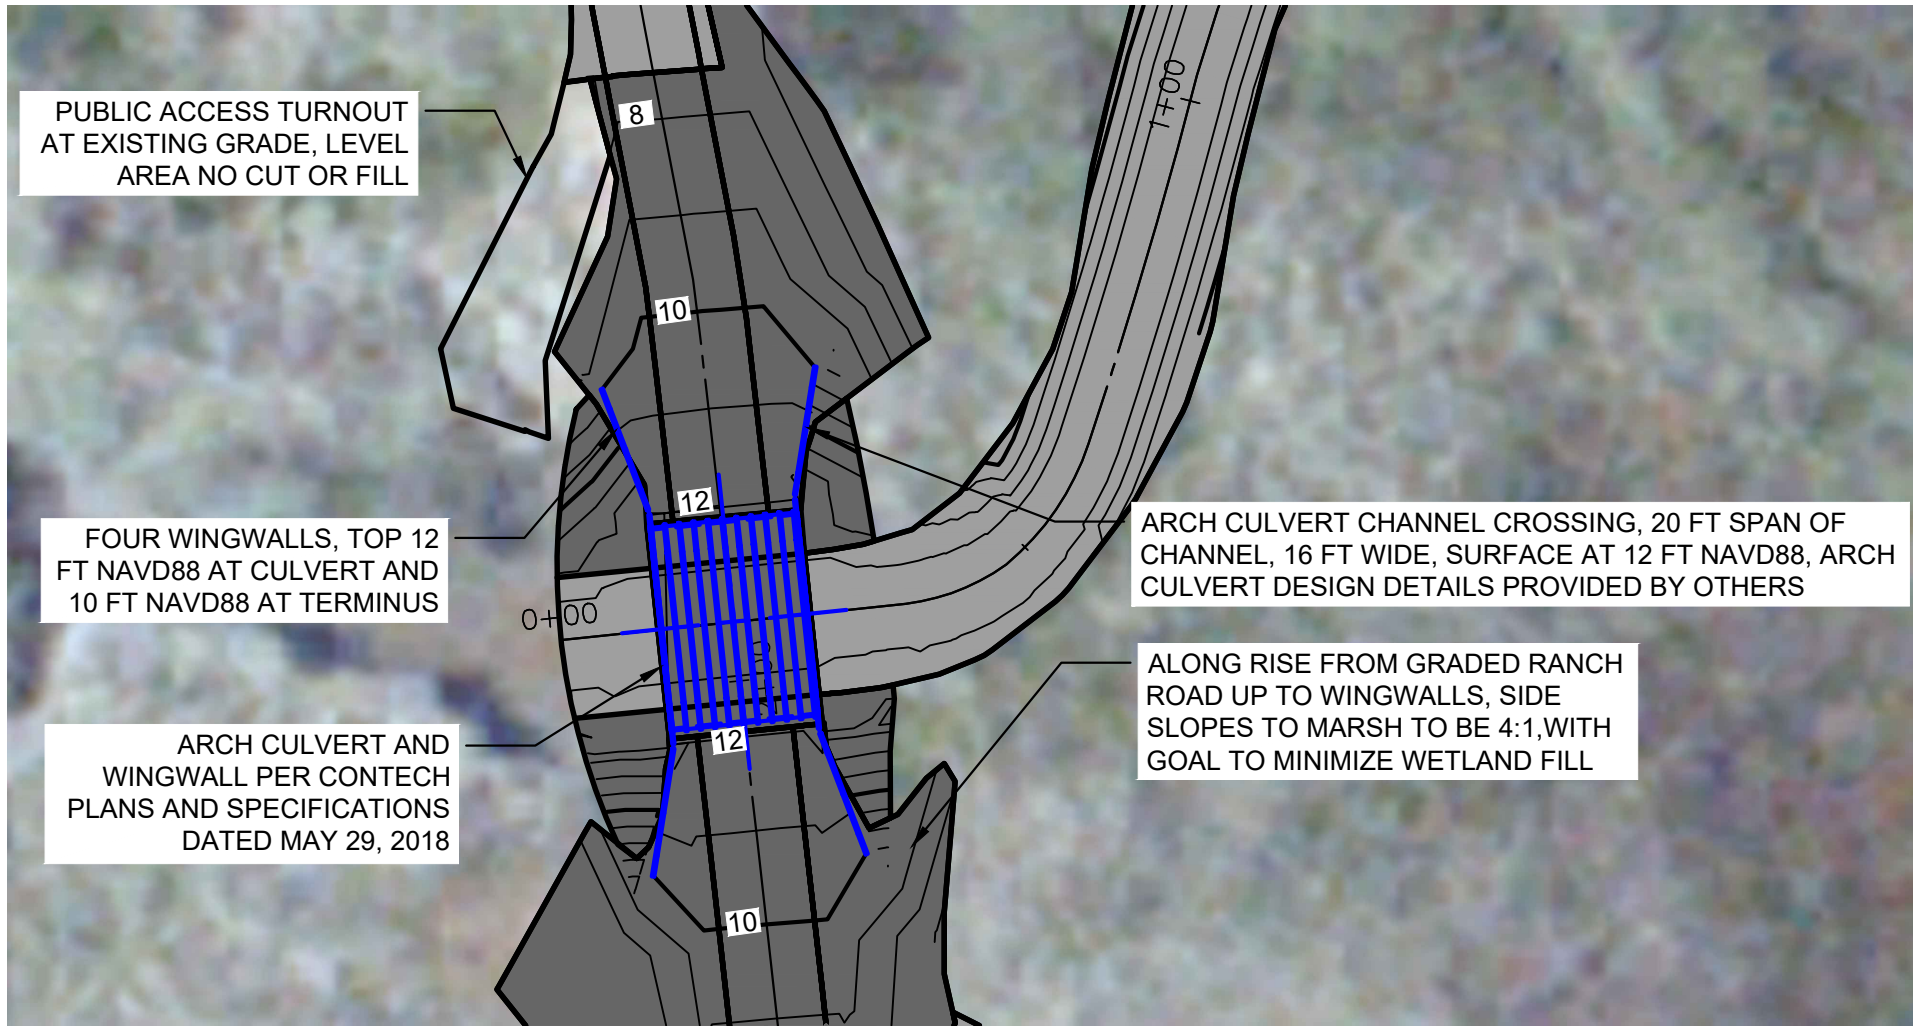 PUBLIC ACCESS TURNOUT
AT EXISTING GRADE, LEVEL
AREA NO CUT OR FILL
8
1+00
10
12
FOUR WINGWALLS, TOP 12
FT NAVD88 AT CULVERT AND
10 FT NAVD88 AT TERMINUS
ARCH CULVERT CHANNEL CROSSING, 20 FT SPAN OF
CHANNEL, 16 FT WIDE, SURFACE AT 12 FT NAVD88, ARCH
CULVERT DESIGN DETAILS PROVIDED BY OTHERS
0+00
ALONG RISE FROM GRADED RANCH
ROAD UP TO WINGWALLS, SIDE
SLOPES TO MARSH TO BE 4:1,WITH
GOAL TO MINIMIZE WETLAND FILL
ARCH CULVERT AND
WINGWALL PER CONTECH
PLANS AND SPECIFICATIONS
DATED MAY 29, 2018
12
10